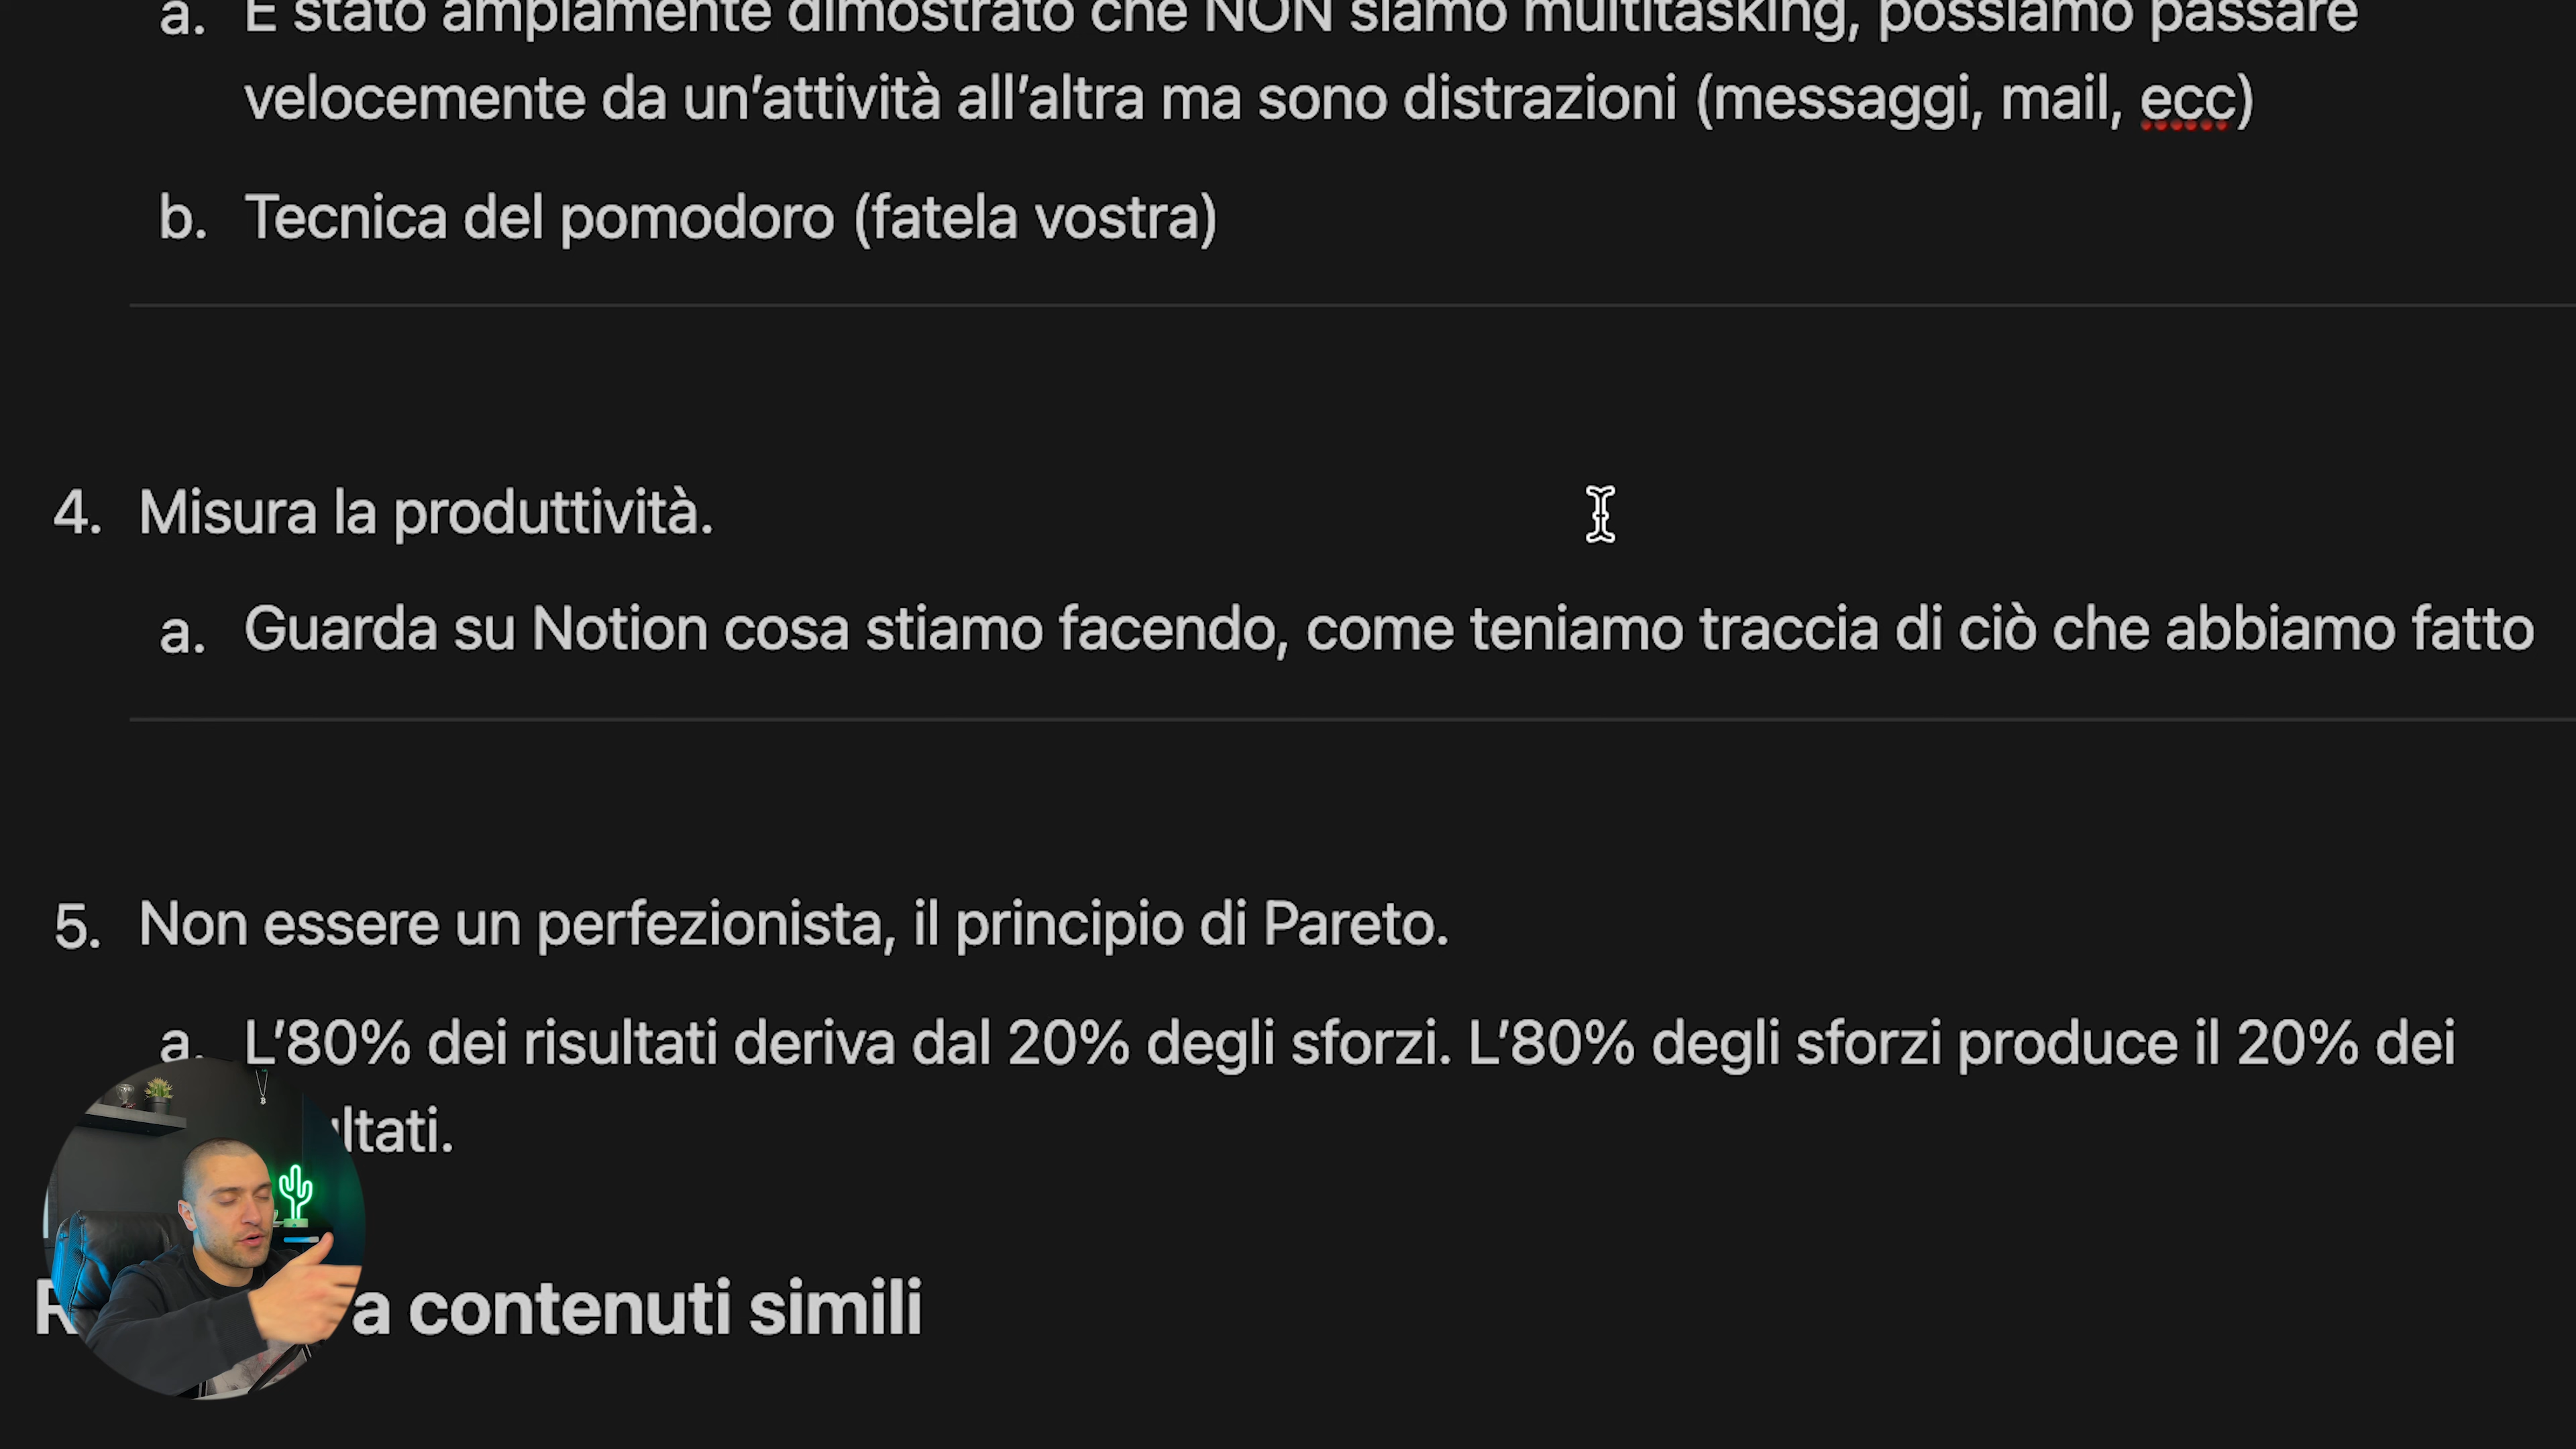 a. È stato ampiamente dimostrato che NON siamo multitasking, possiamo passare
velocemente da un’attività all’altra ma sono distrazioni (messaggi, mail, ecc)
b. Tecnica del pomodoro (fatela vostra)
4. Misura la produttività.
a. Guarda su Notion cosa stiamo facendo, come teniamo traccia di ciò che abbiamo fatto
5. Non essere un perfezionista, il principio di Pareto.
a. L’80% dei risultati deriva dal 20% degli sforzi. L’80% degli sforzi produce il 20% dei
ultati.
a contenuti simili